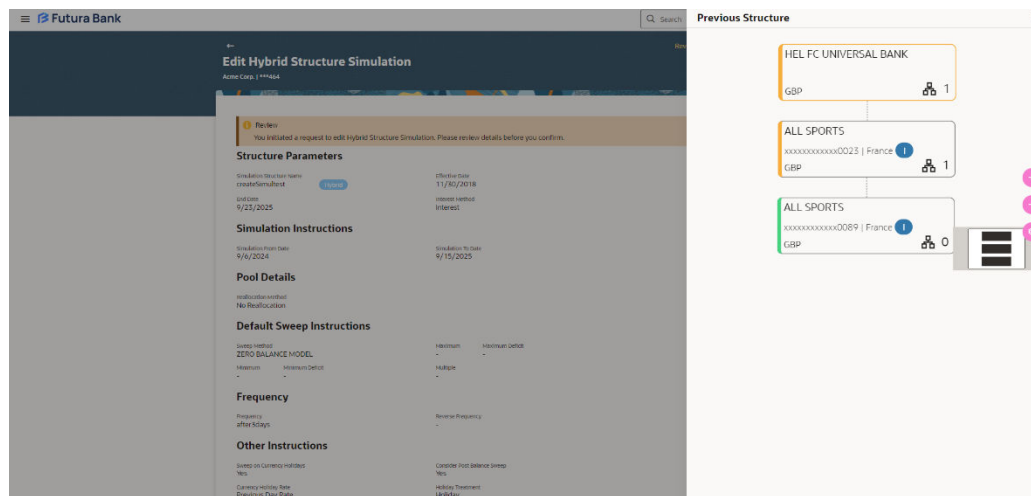 Futura Bank
Search
Edit Hybrid Structure Simulation
Acme Corp. | ***464
Review
You initiated a request to edit Hybrid Structure Simulation. Please review details before you confirm.
Structure Parameters
Simulation Structure Name
createSimultest
Hybrid
Effective Date
11/30/2018
End Date
9/23/2025
Interest Method
Interest
Simulation Instructions
Simulation From Date
9/6/2024
Simulation To Date
9/15/2025
Pool Details
Reallocation Method
No Reallocation
Default Sweep Instructions
Sweep Method
ZERO BALANCE MODEL
Maximum
-
Maximum Deficit
-
Minimum
-
Minimum Deficit
-
Multiple
-
Frequency
Frequency
after3days
Reverse Frequency
-
Other Instructions
Sweep on Currency Holidays
Yes
Consider Post Balance Sweep
Yes
Currency Holiday Rate
Previous Day Rate
Holiday Treatment
Holiday
Previous Structure
HEL FC UNIVERSAL BANK
GBP
1
ALL SPORTS
xxxxxxxxxxxx0023 | France
I
GBP
1
ALL SPORTS
xxxxxxxxxxxx0089 | France
I
GBP
0